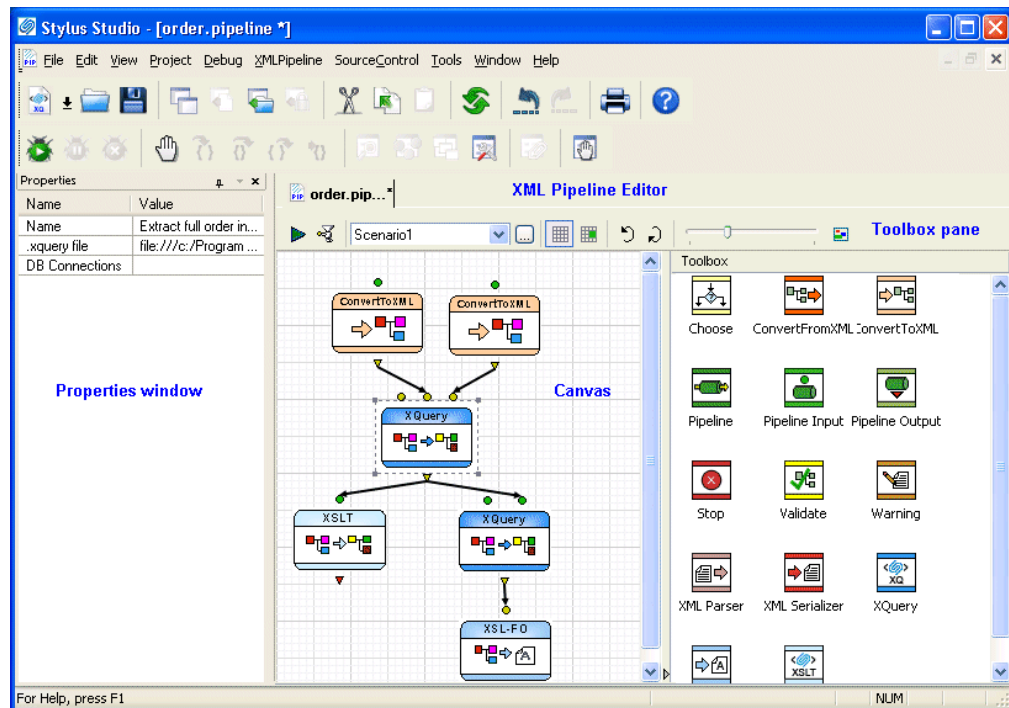 Stylus Studio - [order.pipeline *]
PIP File Edit View Project Debug XMLPipeline SourceControl Tools Window Help
XQ
Properties
Name Value
Name Extract full order in...
.xquery file file:///c:/Program ...
DB Connections
PIP order.pip...*
XML Pipeline Editor
Scenario1 ...
Toolbox pane
Toolbox
ConvertToXML ConvertToXML
XQuery
XSLT XQuery
XSL-FO
Properties window
Canvas
Choose ConvertFromXML ConvertToXML
Pipeline Pipeline Input Pipeline Output
Stop Validate Warning
XML Parser XML Serializer XQ XQuery
XSLT
For Help, press F1 NUM